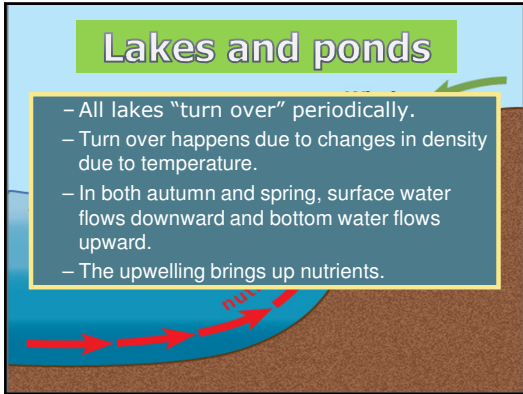 Lakes and ponds
– All lakes “turn over” periodically.
– Turn over happens due to changes in density
due to temperature.
– In both autumn and spring, surface water
flows downward and bottom water flows
upward.
– The upwelling brings up nutrients.